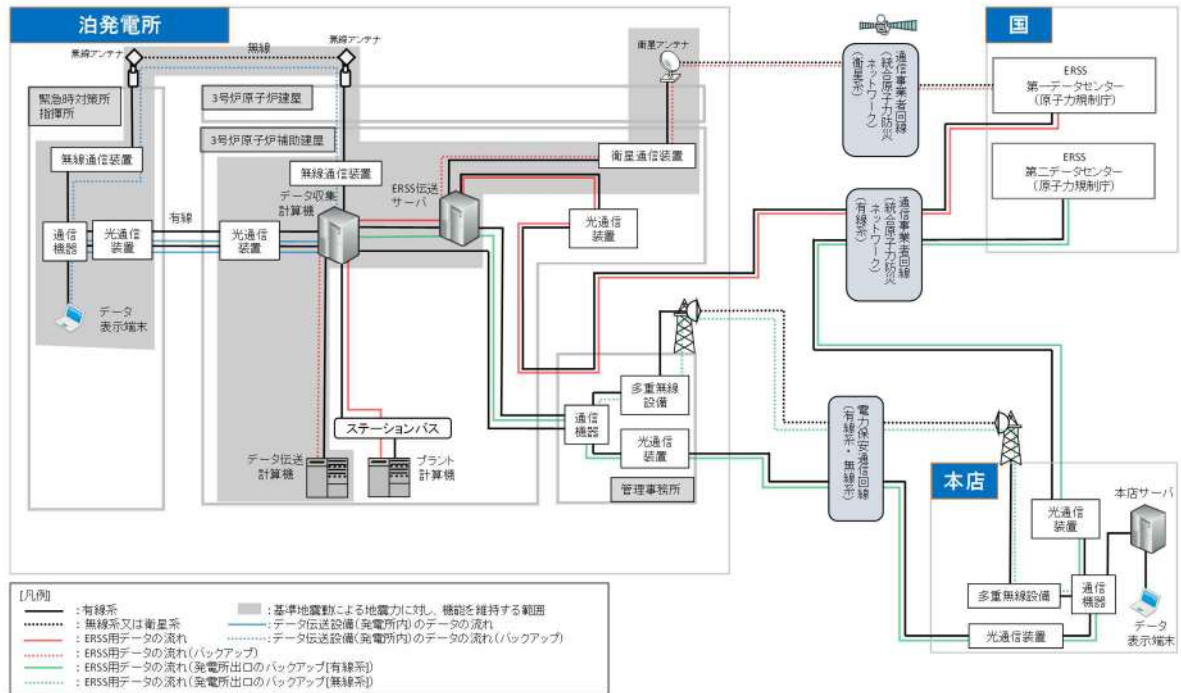 泊発電所
国
無線アンテナ
無線
無線アンテナ
衛星アンテナ
緊急時対策所
指揮所
3号炉原子炉建屋
3号炉原子炉補助建屋
無線通信装置
無線通信装置
衛星通信装置
データ収集
計算機
ERSS伝送
サーバ
有線
通信
機器
光通信
装置
光通信
装置
光通信
装置
データ
表示端末
ステーションバス
データ伝送
計算機
プラント
計算機
多重無線
設備
通信
機器
光通信
装置
管理事務所
通信事業者回線
(統合原子力防災
ネットワーク)
(衛星系)
通信事業者回線
(統合原子力防災
ネットワーク)
(有線系)
電力保安通信回線
(有線系・無線系)
ERSS
第一データセンター
(原子力規制庁)
ERSS
第二データセンター
(原子力規制庁)
本店
光通信
装置
本店サーバ
多重無線設備
通信
機器
光通信装置
データ
表示端末
[凡例]
:有線系
:無線系又は衛星系
:ERSS用データの流れ
:ERSS用データの流れ(バックアップ)
:ERSS用データの流れ(発電所出口のバックアップ[有線系])
:ERSS用データの流れ(発電所出口のバックアップ[無線系])
:基準地震動による地震力に対し、機能を維持する範囲
:データ伝送設備(発電所内)のデータの流れ
:データ伝送設備(発電所内)のデータの流れ(バックアップ)